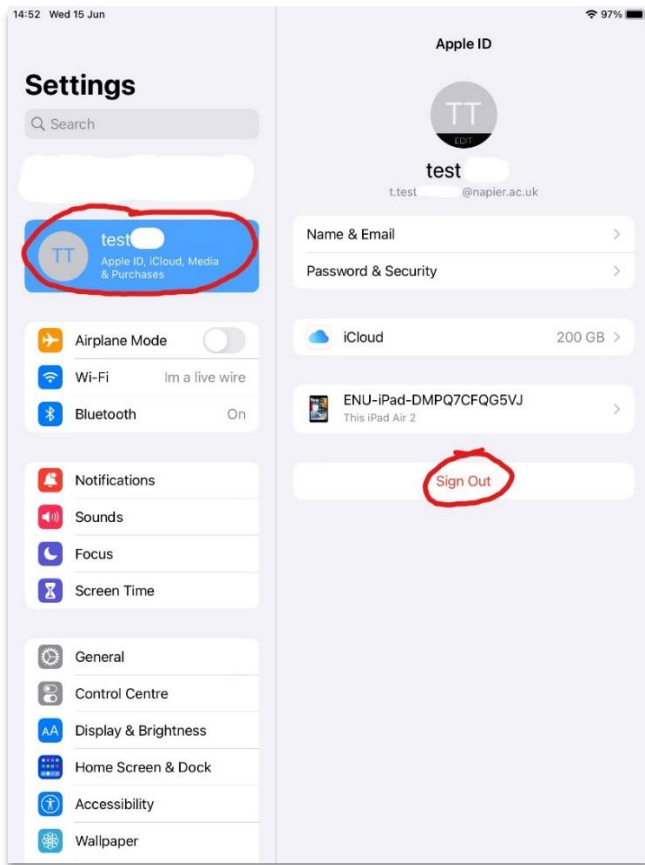 14:52 Wed 15 Jun
97%
Settings
Search
TT
test
Apple ID, iCloud, Media
& Purchases
Airplane Mode
Wi-Fi Im a live wire
Bluetooth On
Notifications
Sounds
Focus
Screen Time
General
Control Centre
AA Display & Brightness
Home Screen & Dock
Accessibility
Wallpaper
Apple ID
TT
EDIT
test
t.test @napier.ac.uk
Name & Email
Password & Security
iCloud 200 GB
ENU-iPad-DMPQ7CFQG5VJ
This iPad Air 2
Sign Out